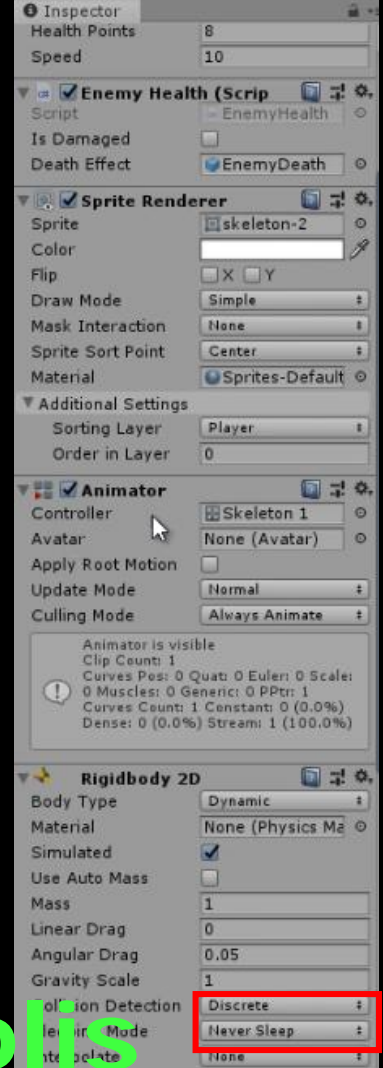 Inspector
Health Points 8
Speed 10
Enemy Health (Scrip
Script EnemyHealth
Is Damaged
Death Effect EnemyDeath
Sprite Renderer
Sprite skeleton-2
Color
Flip X Y
Draw Mode Simple
Mask Interaction None
Sprite Sort Point Center
Material Sprites-Default
Additional Settings
Sorting Layer Player
Order in Layer 0
Animator
Controller Skeleton 1
Avatar None (Avatar)
Apply Root Motion
Update Mode Normal
Culling Mode Always Animate
Animator is visible
Clip Count: 1
Curves Pos: 0 Quat: 0 Euler: 0 Scale:
0 Muscles: 0 Generic: 0 PPtr: 1
Curves Count: 1 Constant: 0 (0.0%)
Dense: 0 (0.0%) Stream: 1 (100.0%)
Rigidbody 2D
Body Type Dynamic
Material None (Physics Ma
Simulated
Use Auto Mass
Mass 1
Linear Drag 0
Angular Drag 0.05
Gravity Scale 1
Collision Detection Discrete
Mode Never Sleep
None
olis